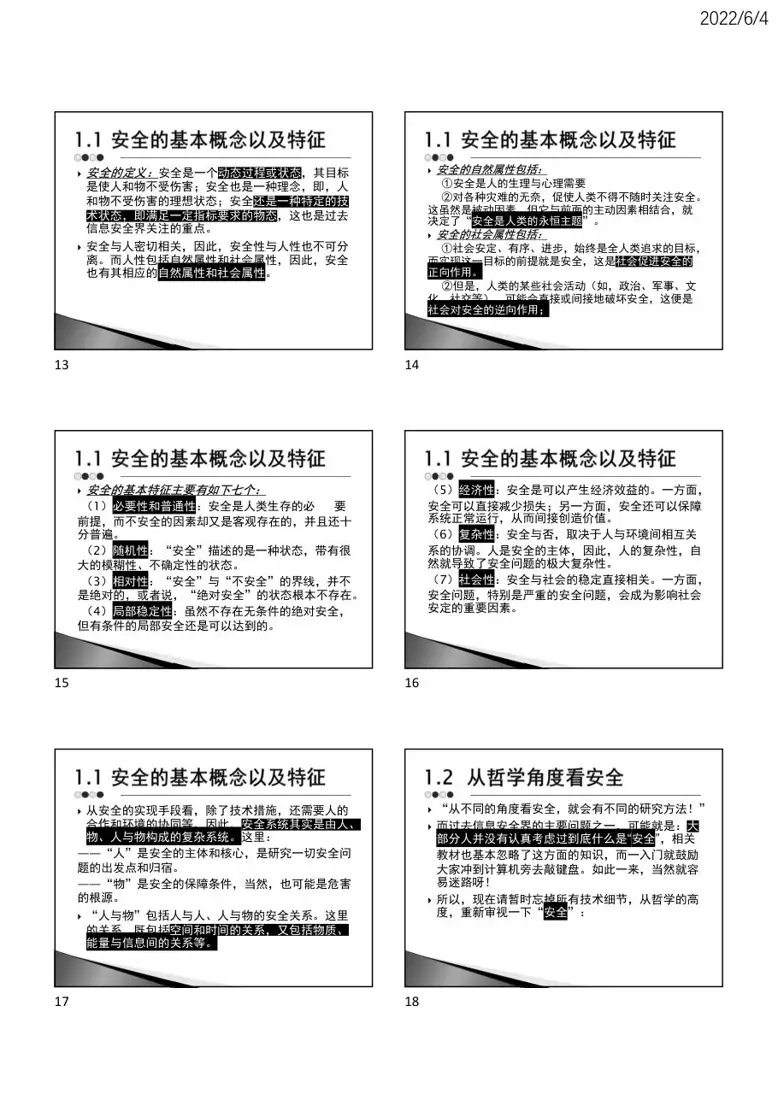 2022/6/4
1.1 安全的基本概念以及特征
安全的定义：安全是一个动态过程或状态，其目标
是使人和物不受伤害；安全也是一种理念，即，人
和物不受伤害的理想状态；安全还是一种特定的技
术状态，即满足一定指标要求的物态，这也是过去
信息安全界关注的重点。
安全与人密切相关，因此，安全性与人性也不可分
离。而人性包括自然属性和社会属性，因此，安全
也有其相应的自然属性和社会属性。
13
1.1 安全的基本概念以及特征
安全的自然属性包括：
①安全是人的生理与心理需要
②对各种灾难的无奈，促使人类不得不随时关注安全。
这虽然是被动因素，但它与前面的主动因素相结合，就
决定了“安全是人类的永恒主题”。
安全的社会属性包括：
①社会安定、有序、进步，始终是全人类追求的目标，
而实现这一目标的前提就是安全，这是社会促进安全的
正向作用。
②但是，人类的某些社会活动（如，政治、军事、文
化、社交等），可能会直接或间接地破坏安全，这便是
社会对安全的逆向作用；
14
1.1 安全的基本概念以及特征
安全的基本特征主要有如下七个：
（1）必要性和普通性：安全是人类生存的必 要
前提，而不安全的因素却又是客观存在的，并且还十
分普遍。
（2）随机性：“安全”描述的是一种状态，带有很
大的模糊性、不确定性的状态。
（3）相对性：“安全”与“不安全”的界线，并不
是绝对的，或者说，“绝对安全”的状态根本不存在。
（4）局部稳定性：虽然不存在无条件的绝对安全，
但有条件的局部安全还是可以达到的。
15
1.1 安全的基本概念以及特征
（5）经济性：安全是可以产生经济效益的。一方面，
安全可以直接减少损失；另一方面，安全还可以保障
系统正常运行，从而间接创造价值。
（6）复杂性：安全与否，取决于人与环境间相互关
系的协调。人是安全的主体，因此，人的复杂性，自
然就导致了安全问题的极大复杂性。
（7）社会性：安全与社会的稳定直接相关。一方面，
安全问题，特别是严重的安全问题，会成为影响社会
安定的重要因素。
16
1.1 安全的基本概念以及特征
从安全的实现手段看，除了技术措施，还需要人的
合作和环境的协同等。因此，安全系统其实是由人、
物、人与物构成的复杂系统。这里：
——“人”是安全的主体和核心，是研究一切安全问
题的出发点和归宿。
——“物”是安全的保障条件，当然，也可能是危害
的根源。
“人与物”包括人与人、人与物的安全关系。这里
的关系，既包括空间和时间的关系，又包括物质、
能量与信息间的关系等。
17
1.2 从哲学角度看安全
“从不同的角度看安全，就会有不同的研究方法！”
而过去信息安全界的主要问题之一，可能就是：大
部分人并没有认真考虑过到底什么是“安全”，相关
教材也基本忽略了这方面的知识，而一入门就鼓励
大家冲到计算机旁去敲键盘。如此一来，当然就容
易迷路呀！
所以，现在请暂时忘掉所有技术细节，从哲学的高
度，重新审视一下“安全”：
18